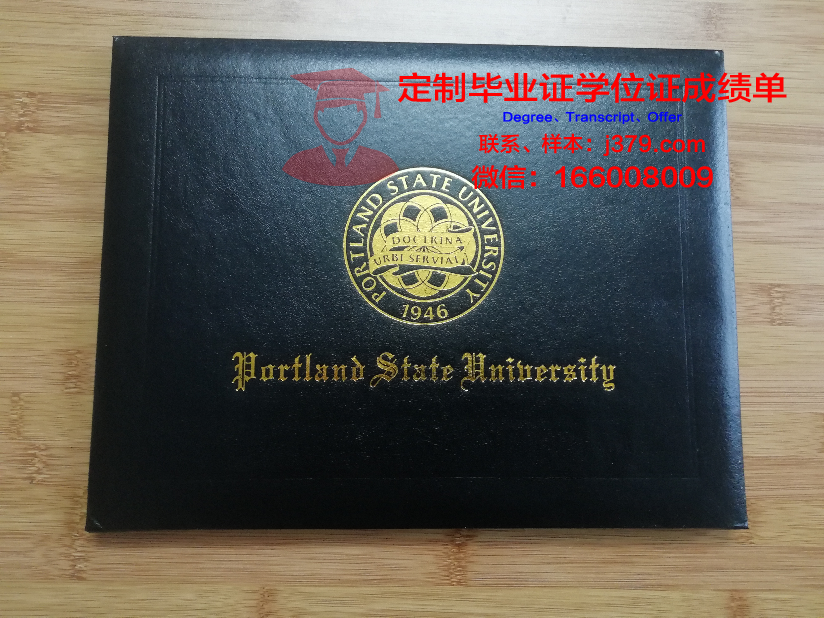 定制毕业证学位证成绩单
Degree、Transcript、Offer
联系、样本：j379.com
微信：166008009
PORTLAND STATE UNIVERSITY
DOCTRINA
URBI SERVIAT
1946
Portland State University